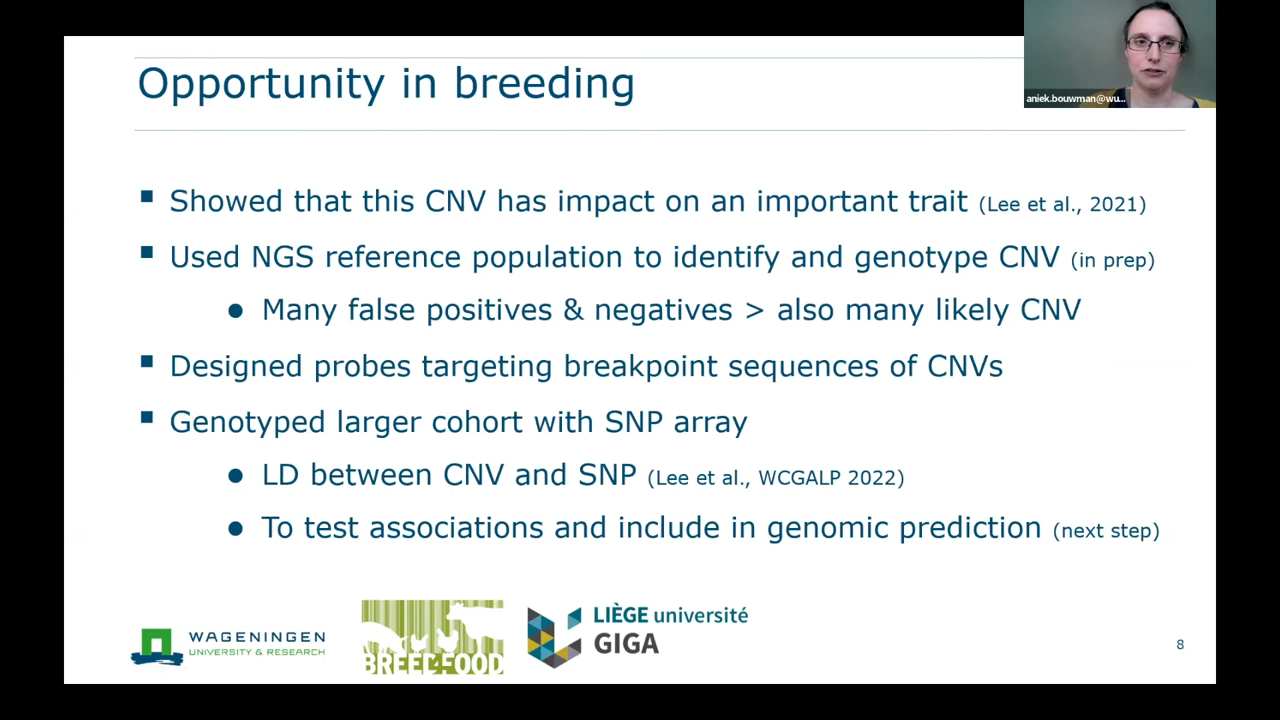 Opportunity in breeding
aniek.bouwman@wu...
▪ Showed that this CNV has impact on an important trait (Lee et al., 2021)
▪ Used NGS reference population to identify and genotype CNV (in prep)
● Many false positives & negatives > also many likely CNV
▪ Designed probes targeting breakpoint sequences of CNVs
▪ Genotyped larger cohort with SNP array
● LD between CNV and SNP (Lee et al., WCGALP 2022)
● To test associations and include in genomic prediction (next step)
WAGENINGEN
UNIVERSITY & RESEARCH
BREED4FOOD
LIÈGE université
GIGA
8